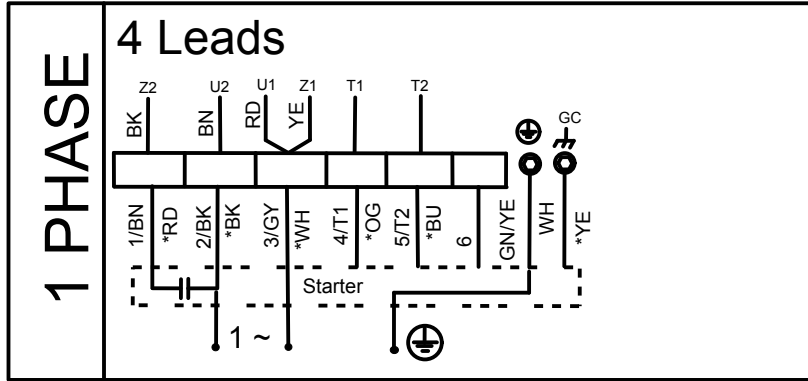 1 PHASE
4 Leads
Z2 U2 U1 Z1 T1 T2
BK BN RD YE GC
1/BN *RD 2/BK *BK 3/GY *WH 4/T1 *OG 5/T2 *BU 6 GN/YE WH *YE
Starter
1 ~